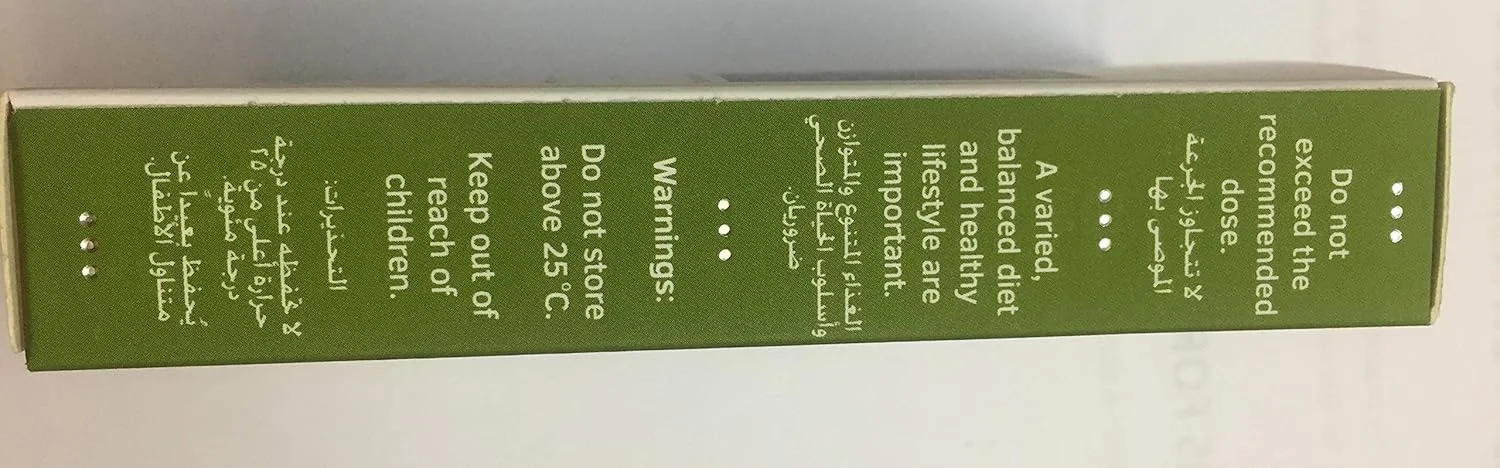 Do not
exceed the
recommended
dose.
لا تتجاوز الجرعة
الموصى بها
A varied,
balanced diet
and healthy
lifestyle are
important.
الغذاء المتنوع والمتوازن
وأسلوب الحياة الصحي
ضروريان.
Warnings:
Do not store
above 25°C.
Keep out of
reach of
children.
التحذيرات:
لا تحفظه عند درجة
حرارة أعلى من ٢٥
درجة مئوية.
يُحفظ بعيداً عن
متناول الأطفال.